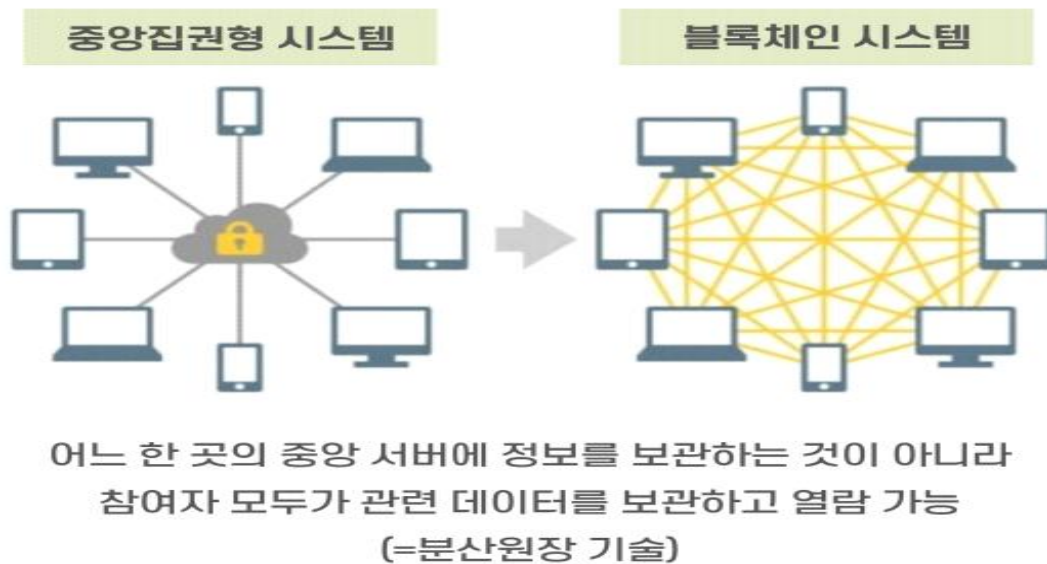 중앙집권형 시스템
블록체인 시스템
어느 한 곳의 중앙 서버에 정보를 보관하는 것이 아니라
참여자 모두가 관련 데이터를 보관하고 열람 가능
(=분산원장 기술)